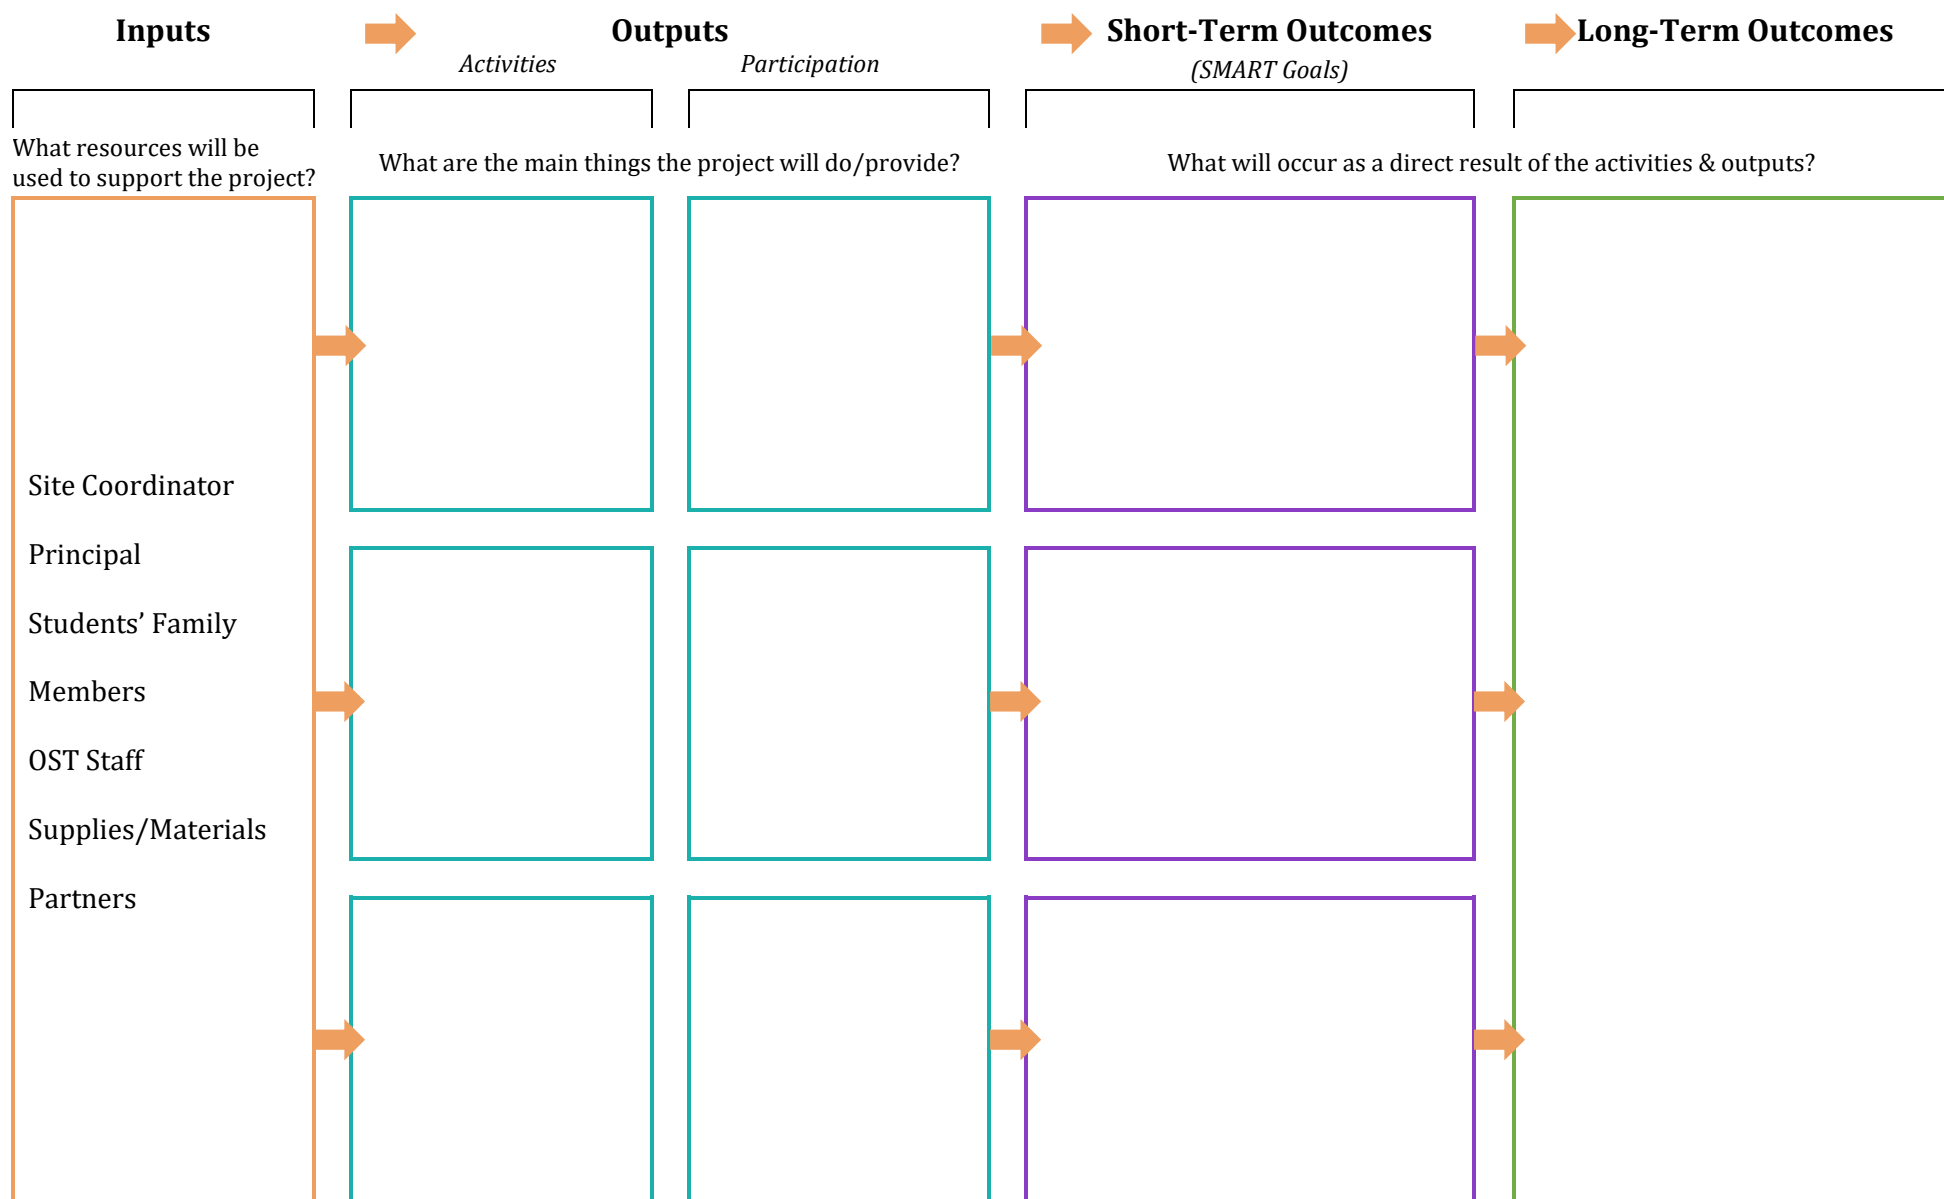 Inputs
Outputs
Short-Term Outcomes
Long-Term Outcomes
Activities
Participation
(SMART Goals)
What resources will be
used to support the project?
What are the main things the project will do/provide?
What will occur as a direct result of the activities & outputs?
Site Coordinator
Principal
Students’ Family
Members
OST Staff
Supplies/Materials
Partners